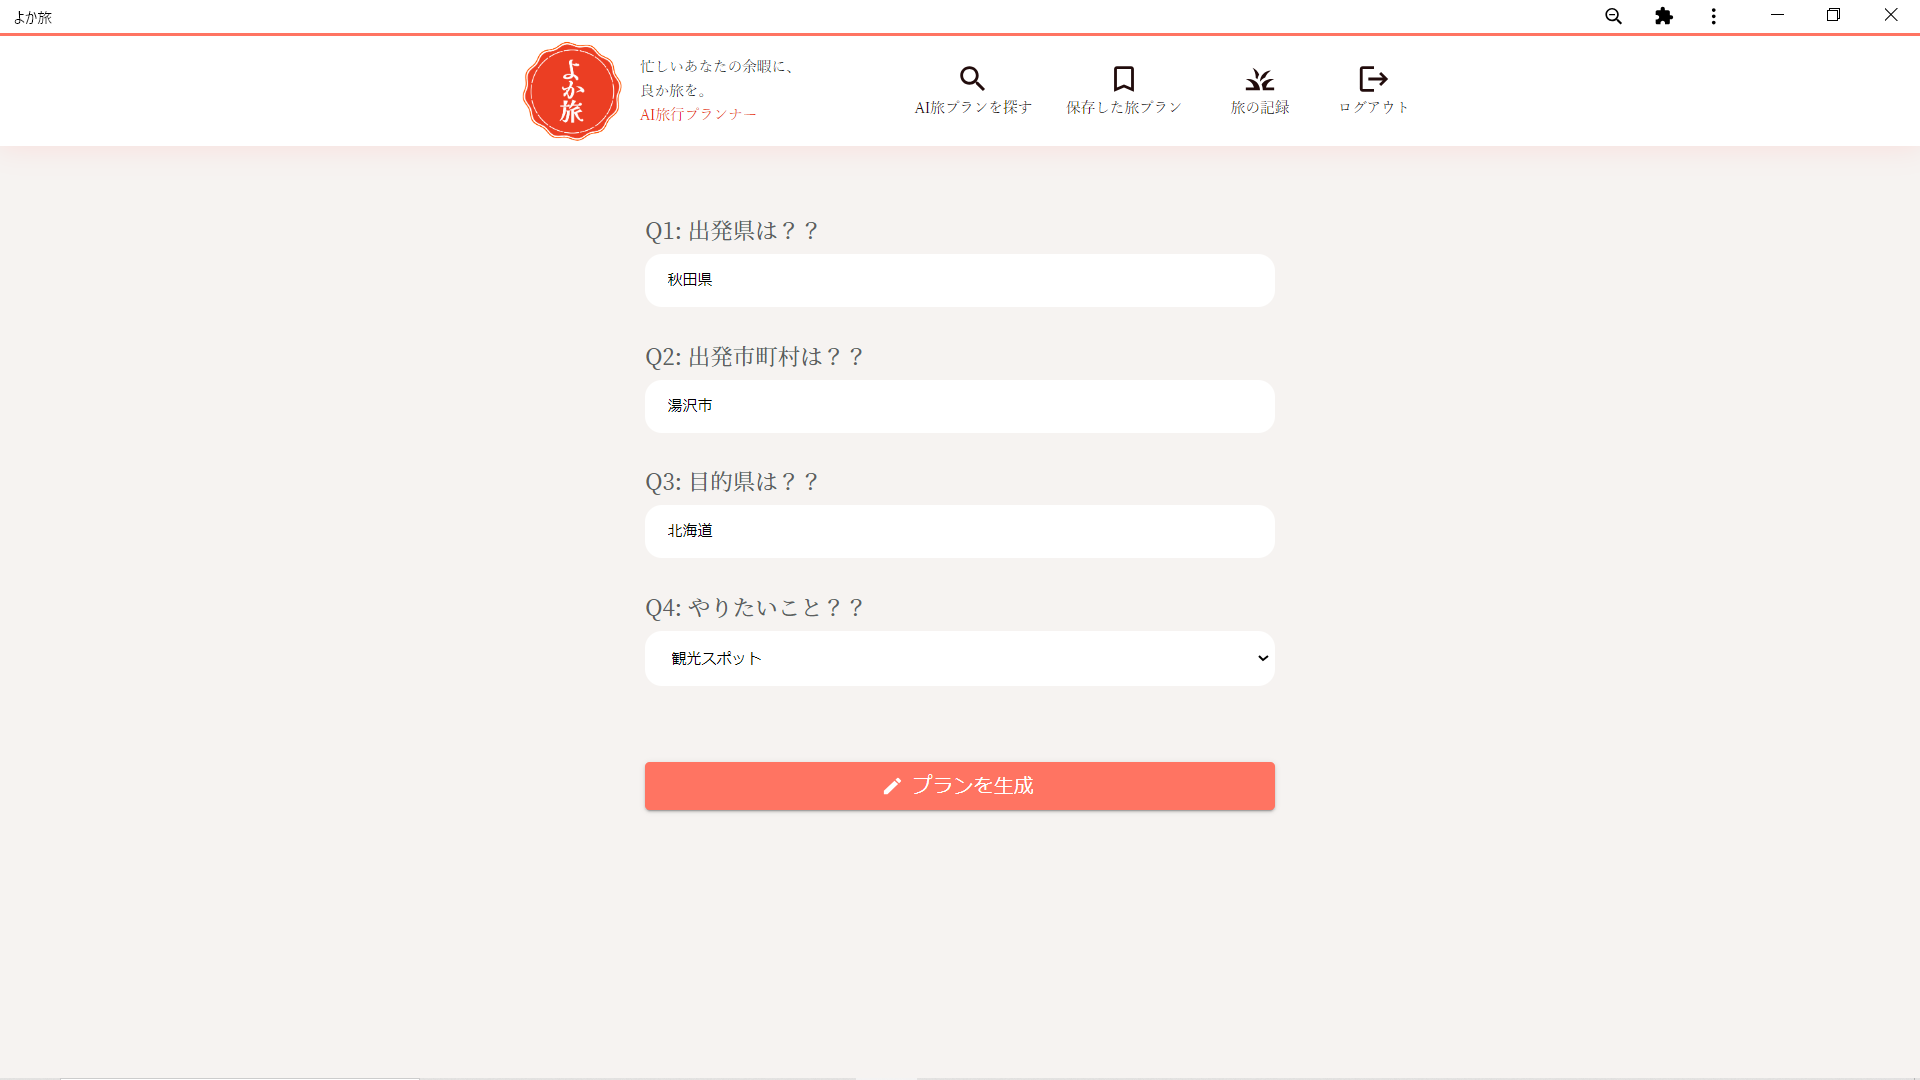 よか旅
よか旅
忙しいあなたの余暇に、
良か旅を。
AI旅行プランナー
AI旅プランを探す
保存した旅プラン
旅の記録
ログアウト
Q1: 出発県は？？
秋田県
Q2: 出発市町村は？？
湯沢市
Q3: 目的県は？？
北海道
Q4: やりたいこと？？
観光スポット
プランを生成